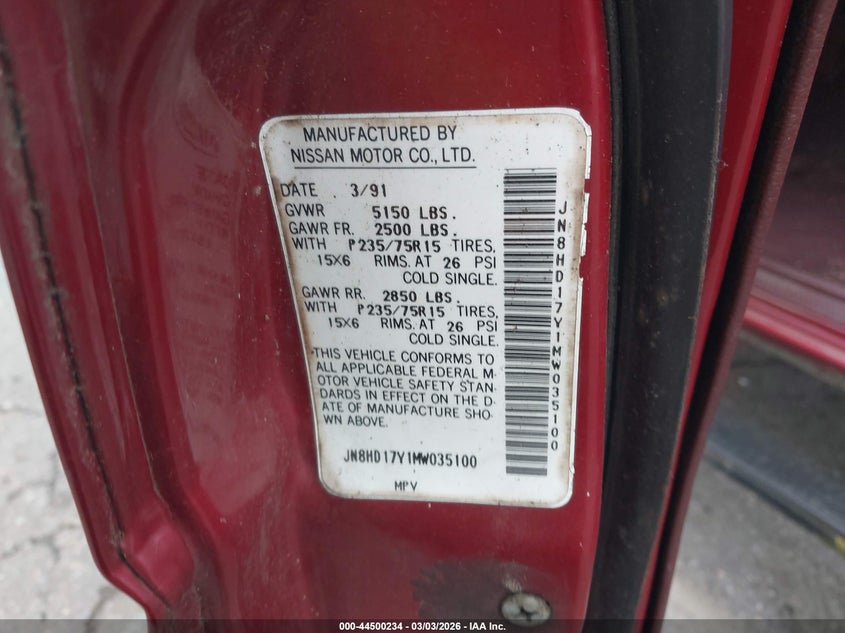 MANUFACTURED BY
NISSAN MOTOR CO., LTD.
DATE 3/91
GVWR 5150 LBS.
GAWR FR. 2500 LBS.
WITH P235/75R15 TIRES,
15X6 RIMS. AT 26 PSI
COLD SINGLE.
GAWR RR. 2850 LBS.
WITH P235/75R15 TIRES,
15X6 RIMS. AT 26 PSI
COLD SINGLE.
THIS VEHICLE CONFORMS TO
ALL APPLICABLE FEDERAL M-
OTOR VEHICLE SAFETY STAN-
DARDS IN EFFECT ON THE D-
ATE OF MANUFACTURE SHO-
WN ABOVE.
JN8HD17Y1MW035100
MPV
JN8HD17Y1MW035100
000-44500234 | 03/03/2026 - IAA Inc.